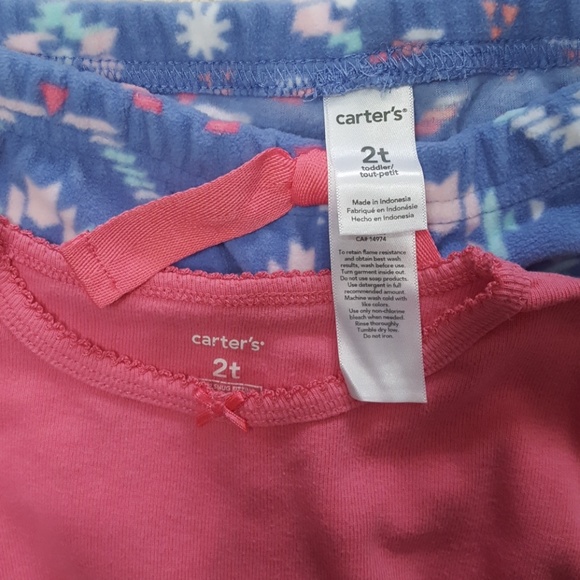 carter's®
2t
toddler/
tout-petit
Made in Indonesia
Fabriqué en Indonésie
Hecho en Indonesia
CA# 14974
To retain flame resistance
and obtain best wash
results, wash before use.
Turn garment inside out.
Do not use soap products.
Use detergent in full
recommended amount.
Machine wash cold with
like colors.
Use only non-chlorine
bleach when needed.
Rinse thoroughly.
Tumble dry low.
Do not iron.
carter's®
2t